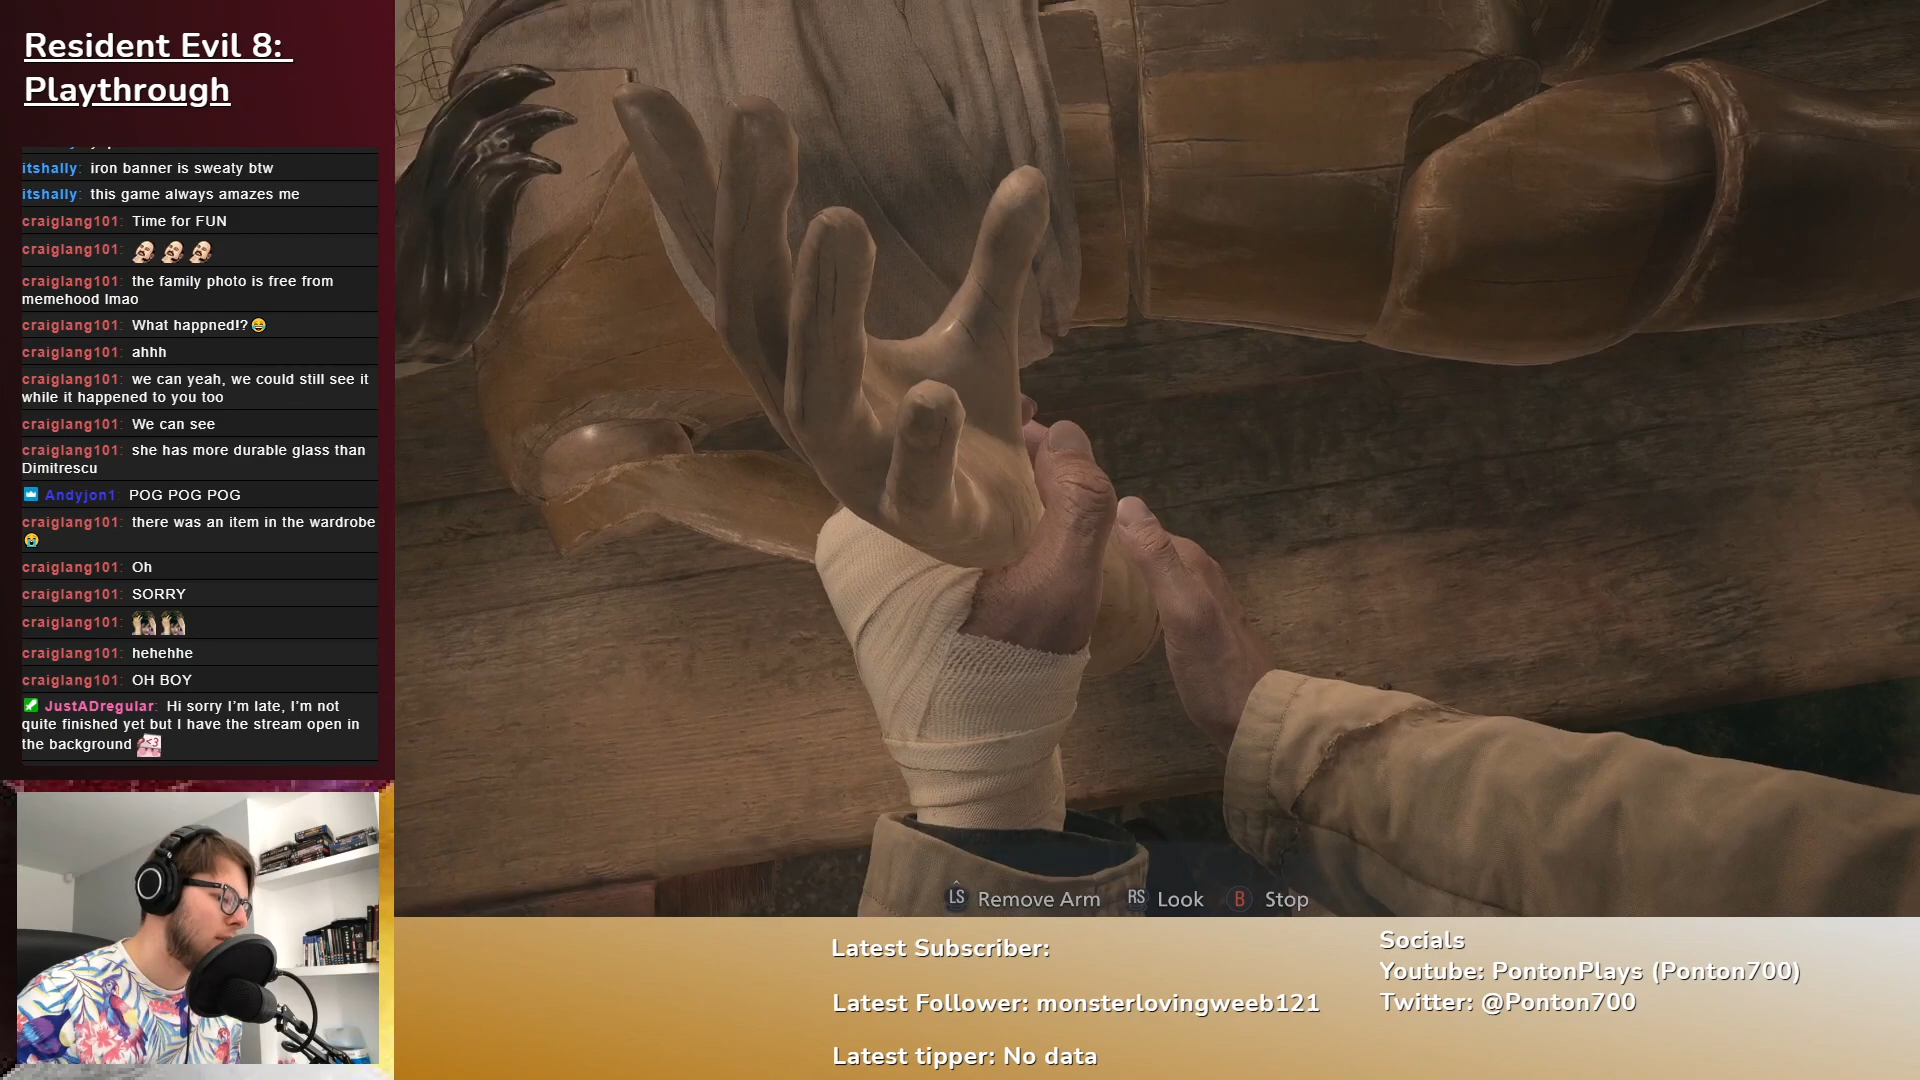 Resident Evil 8:
Playthrough
itshally: iron banner is sweaty btw
itshally: this game always amazes me
craiglang101: Time for FUN
craiglang101:
craiglang101: the family photo is free from
memehood lmao
craiglang101: What happned!?
craiglang101: ahhh
craiglang101: we can yeah, we could still see it
while it happened to you too
craiglang101: We can see
craiglang101: she has more durable glass than
Dimitrescu
Andyjon1: POG POG POG
craiglang101: there was an item in the wardrobe
craiglang101: Oh
craiglang101: SORRY
craiglang101:
craiglang101: hehehhe
craiglang101: OH BOY
JustADregular: Hi sorry I'm late, I'm not
quite finished yet but I have the stream open in
the background
LS Remove Arm RS Look B Stop
Latest Subscriber:
Latest Follower: monsterlovingweeb121
Latest tipper: No data
Socials
Youtube: PontonPlays (Ponton700)
Twitter: @Ponton700